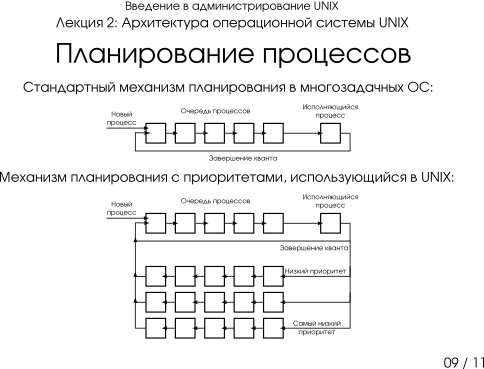 Введение в администрирование UNIX
Лекция 2: Архитектура операционной системы UNIX
Планирование процессов
Стандартный механизм планирования в многозадачных ОС:
Новый
процесс
Очередь процессов
Исполняющийся
процесс
Завершение кванта
Механизм планирования с приоритетами, использующийся в UNIX:
Новый
процесс
Очередь процессов
Исполняющийся
процесс
Завершение кванта
Низкий приоритет
Самый низкий
приоритет
09 / 11